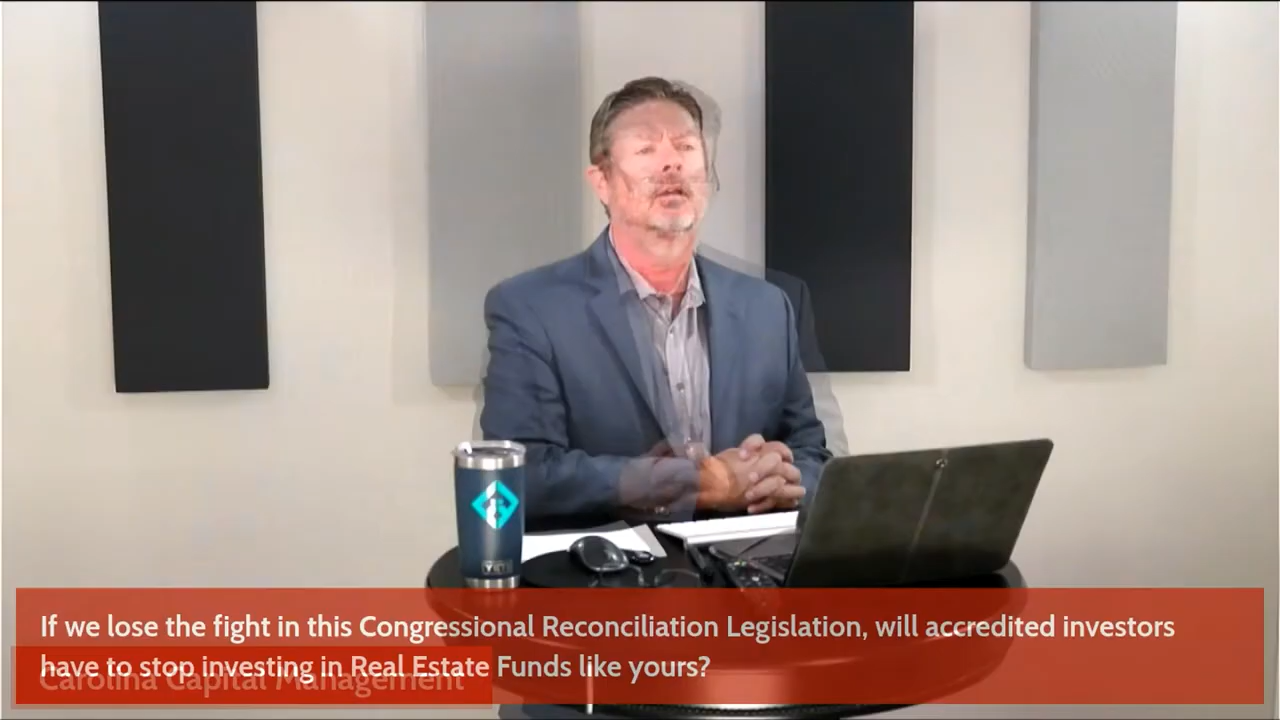 If we lose the fight in this Congressional Reconciliation Legislation, will accredited investors
have to stop investing in Real Estate Funds like yours?
Carolina Capital Management
YETI